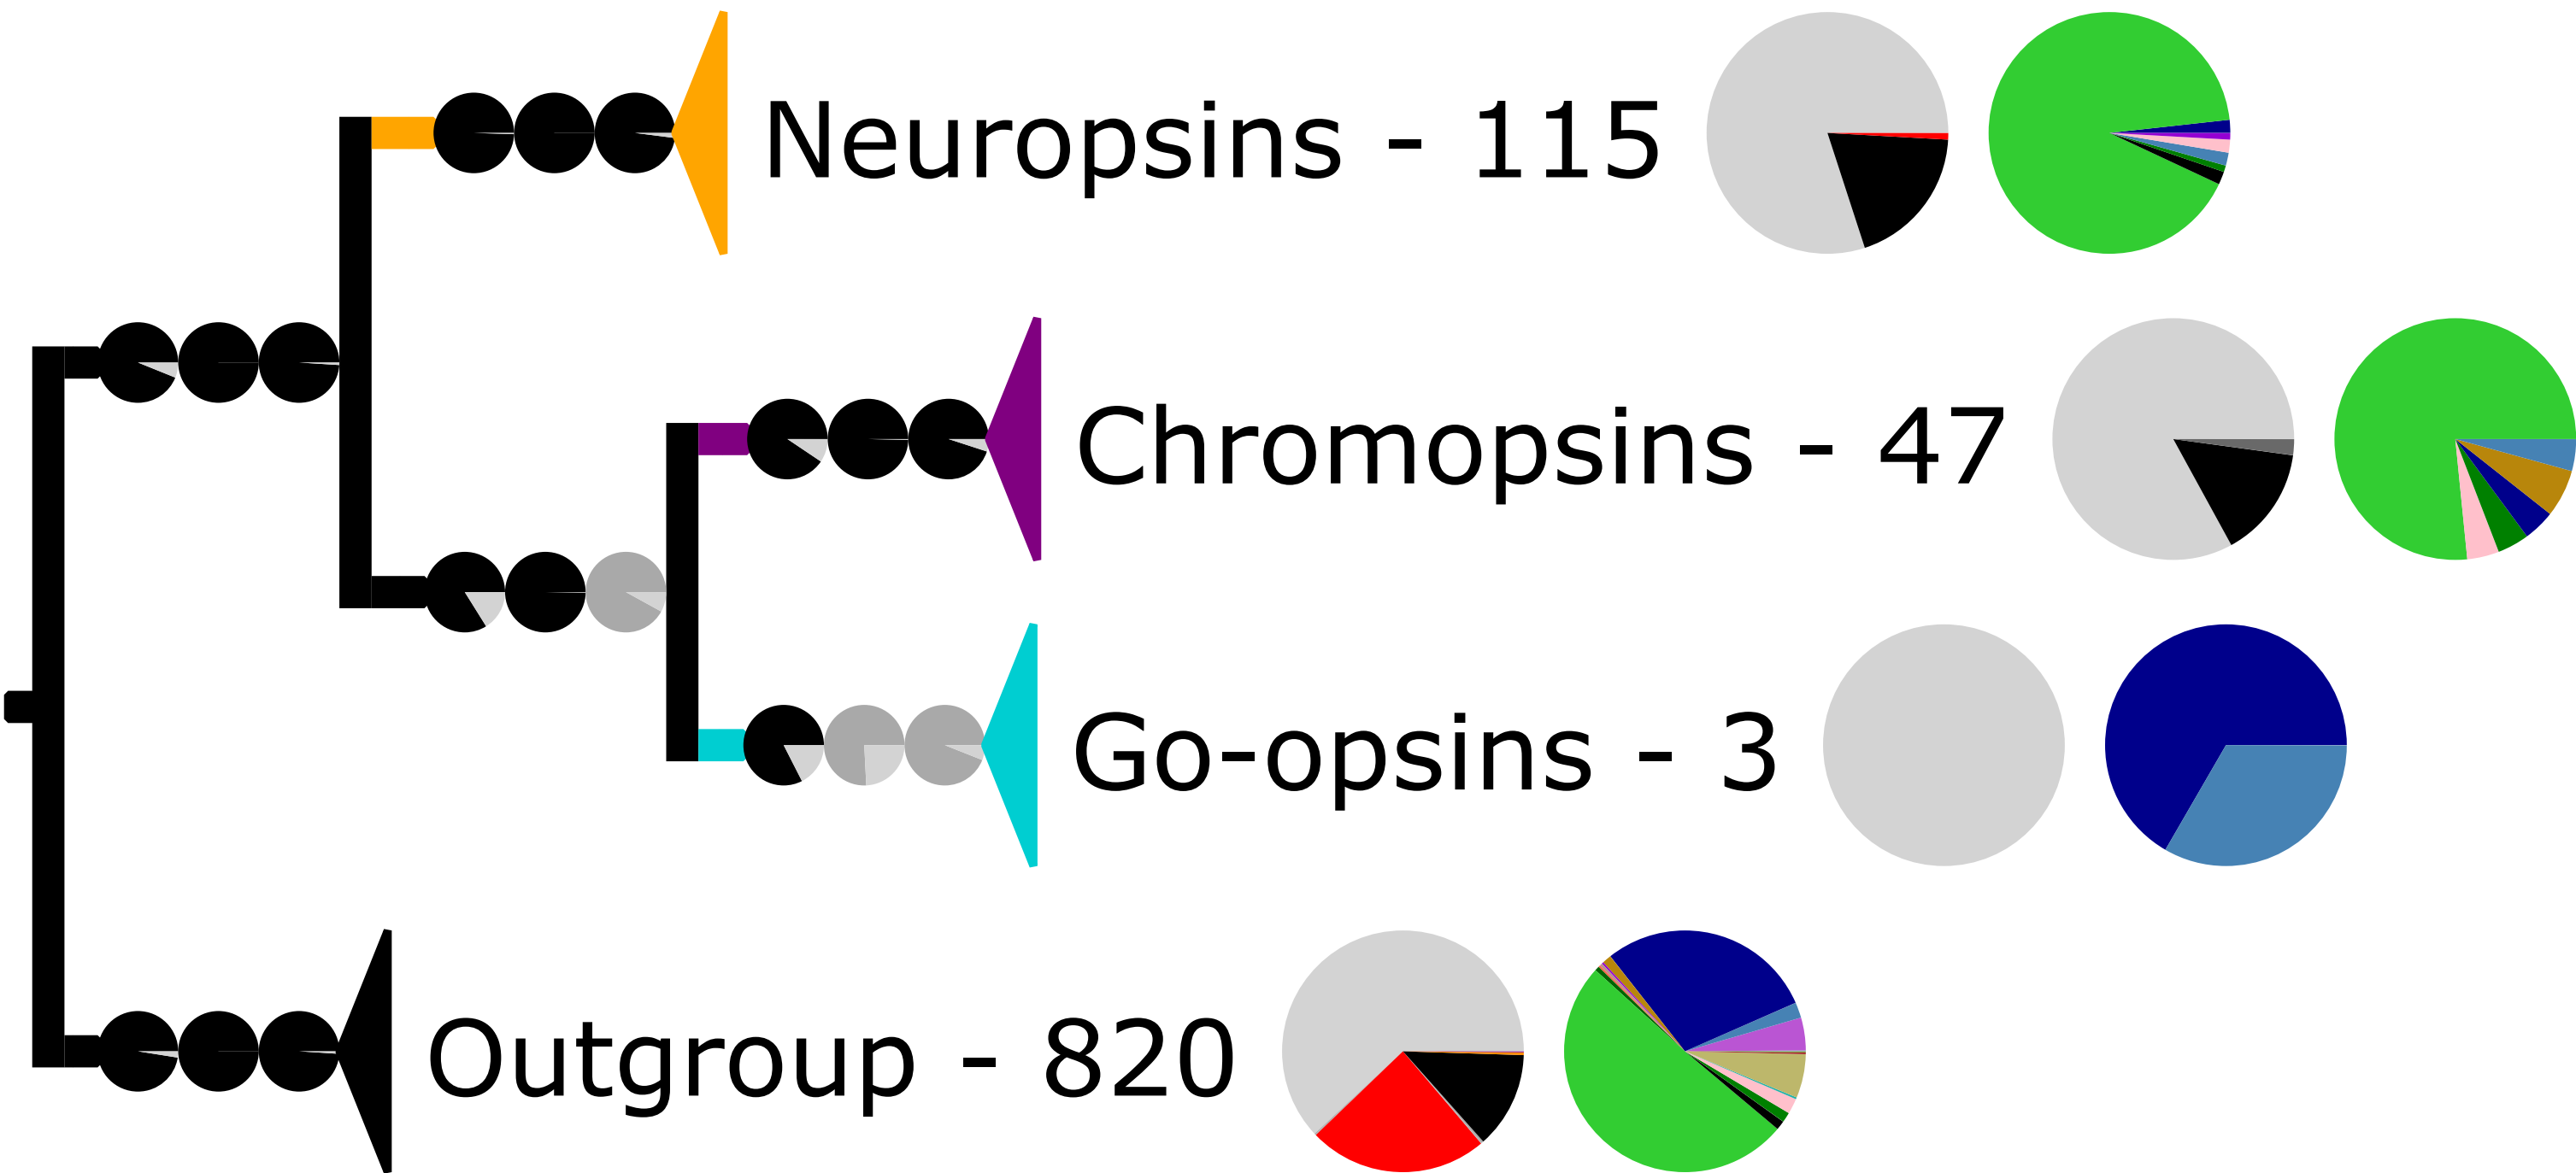 Neuropsins - 115
Chromopsins - 47
Go-opsins - 3
Outgroup - 820